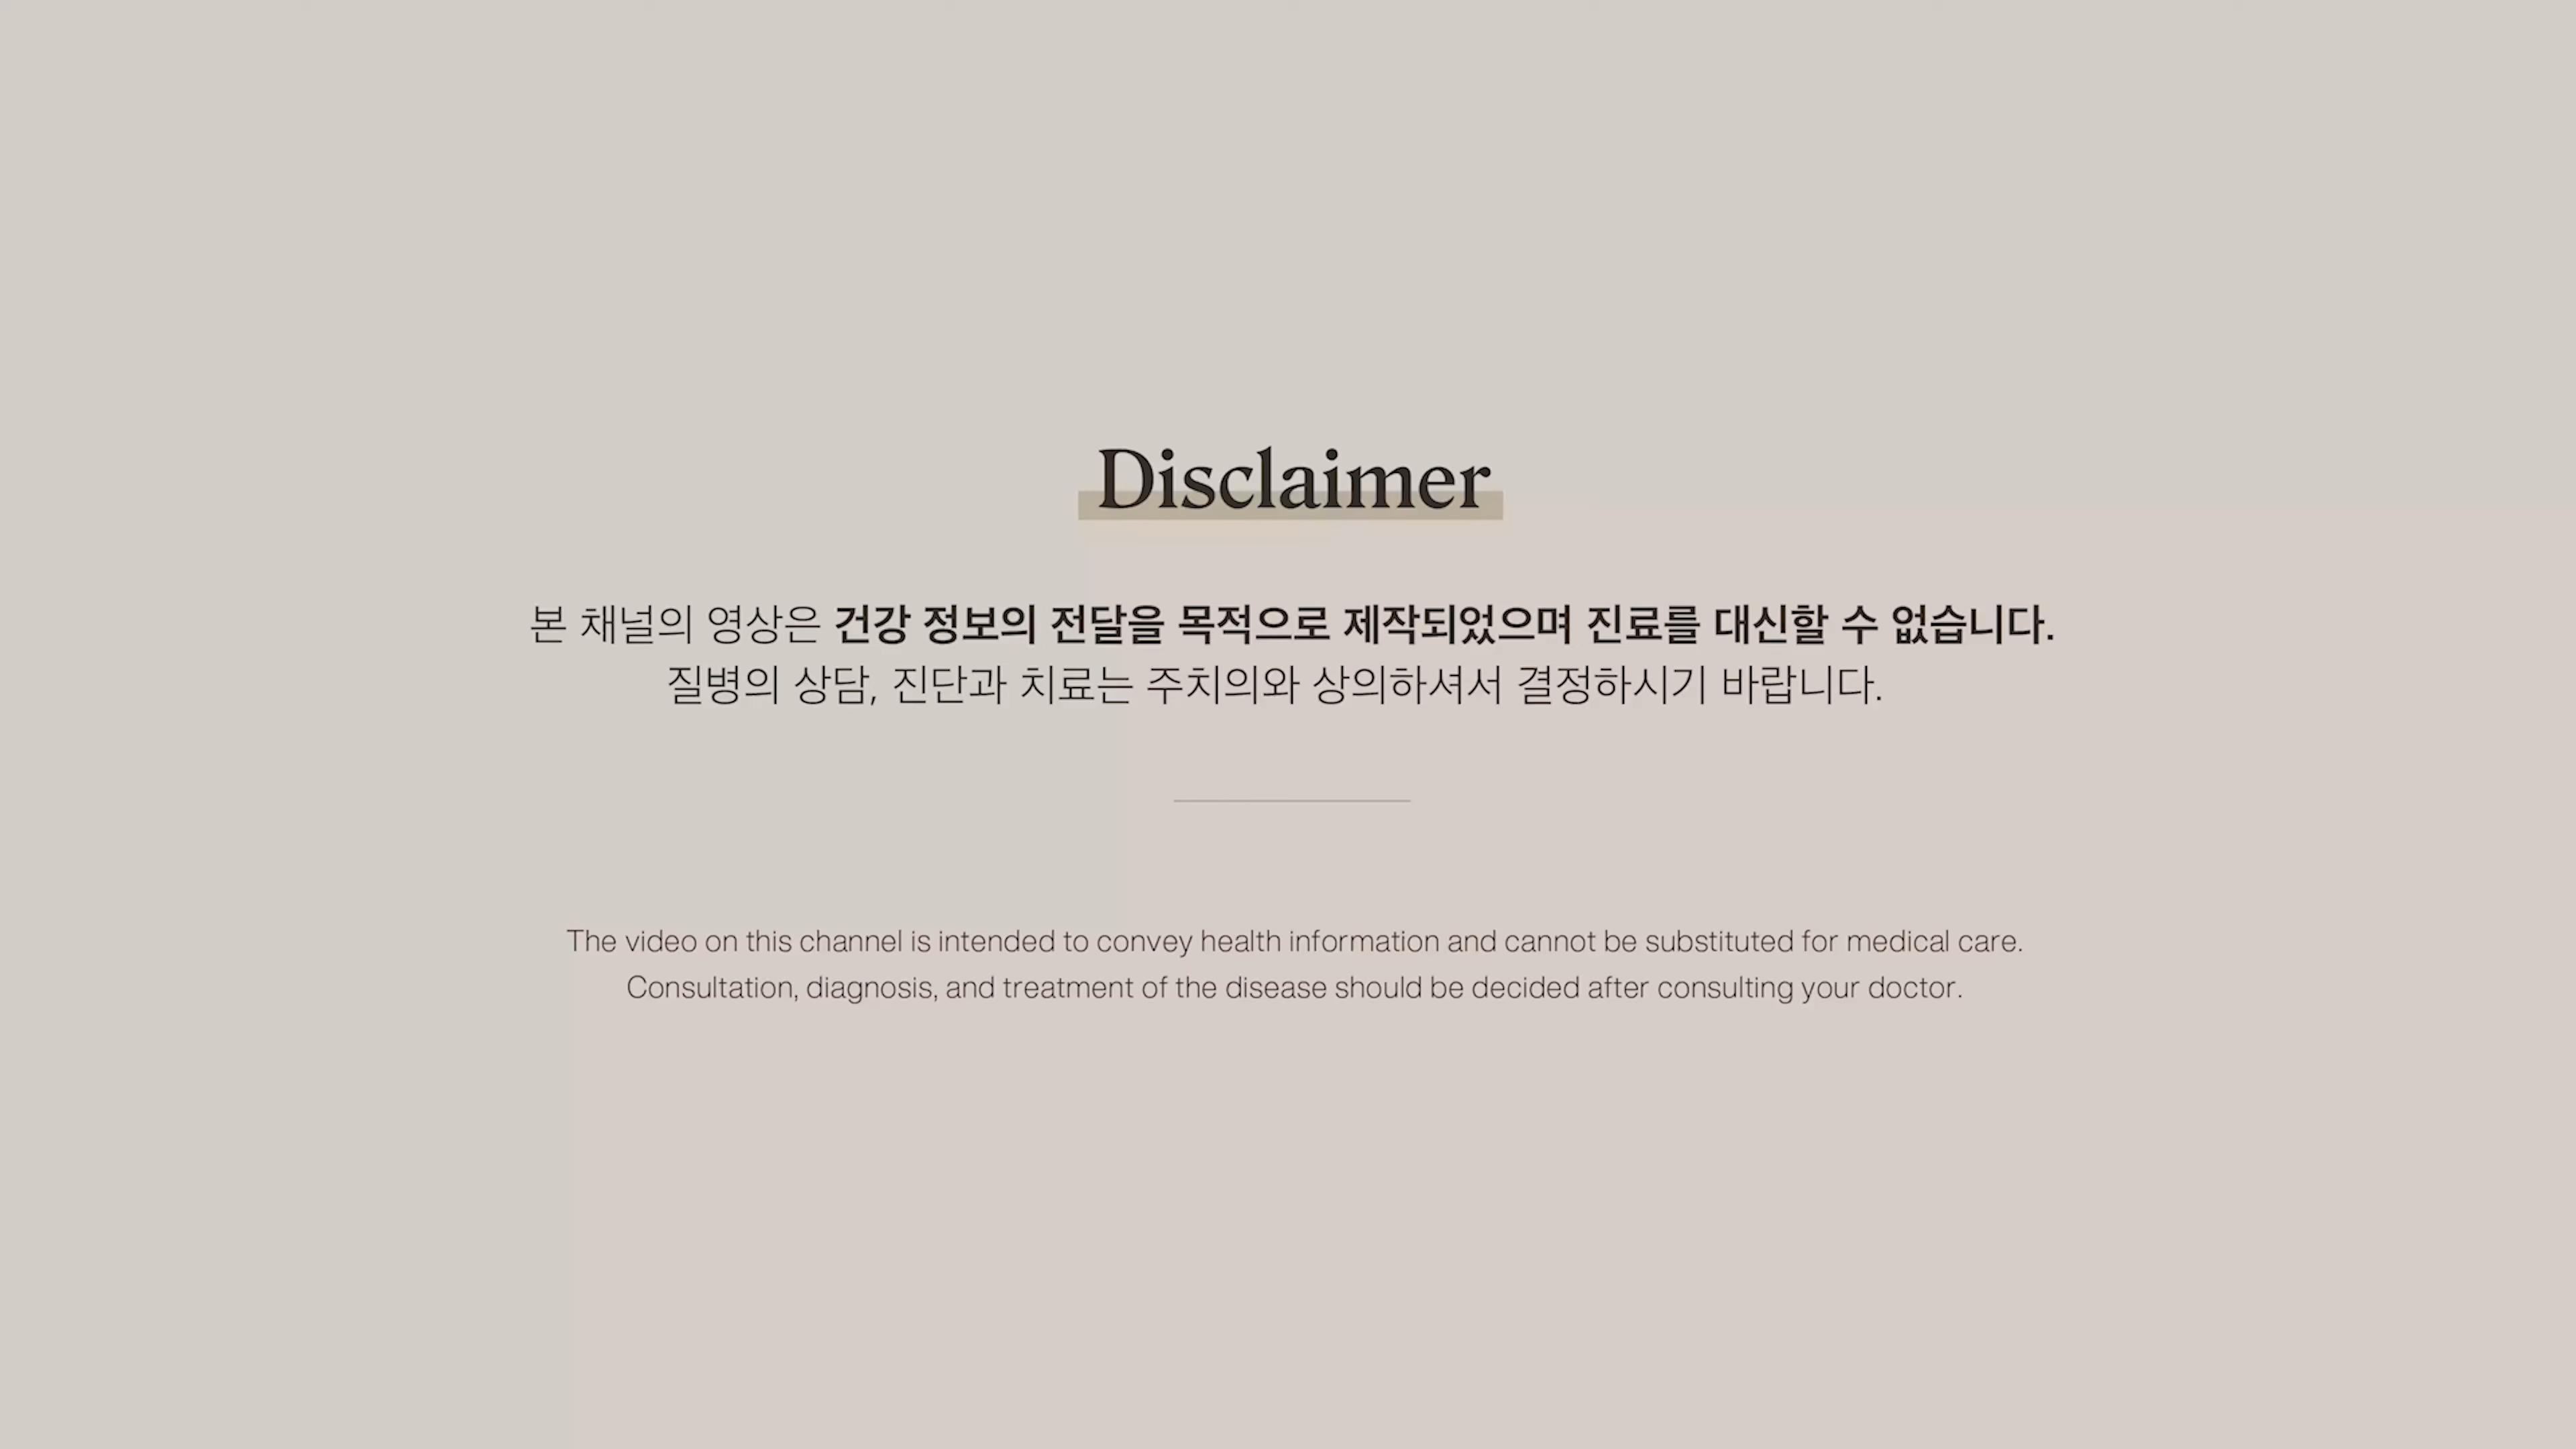 Disclaimer
본 채널의 영상은 건강 정보의 전달을 목적으로 제작되었으며 진료를 대신할 수 없습니다.
질병의 상담, 진단과 치료는 주치의와 상의하셔서 결정하시기 바랍니다.
The video on this channel is intended to convey health information and cannot be substituted for medical care.
Consultation, diagnosis, and treatment of the disease should be decided after consulting your doctor.